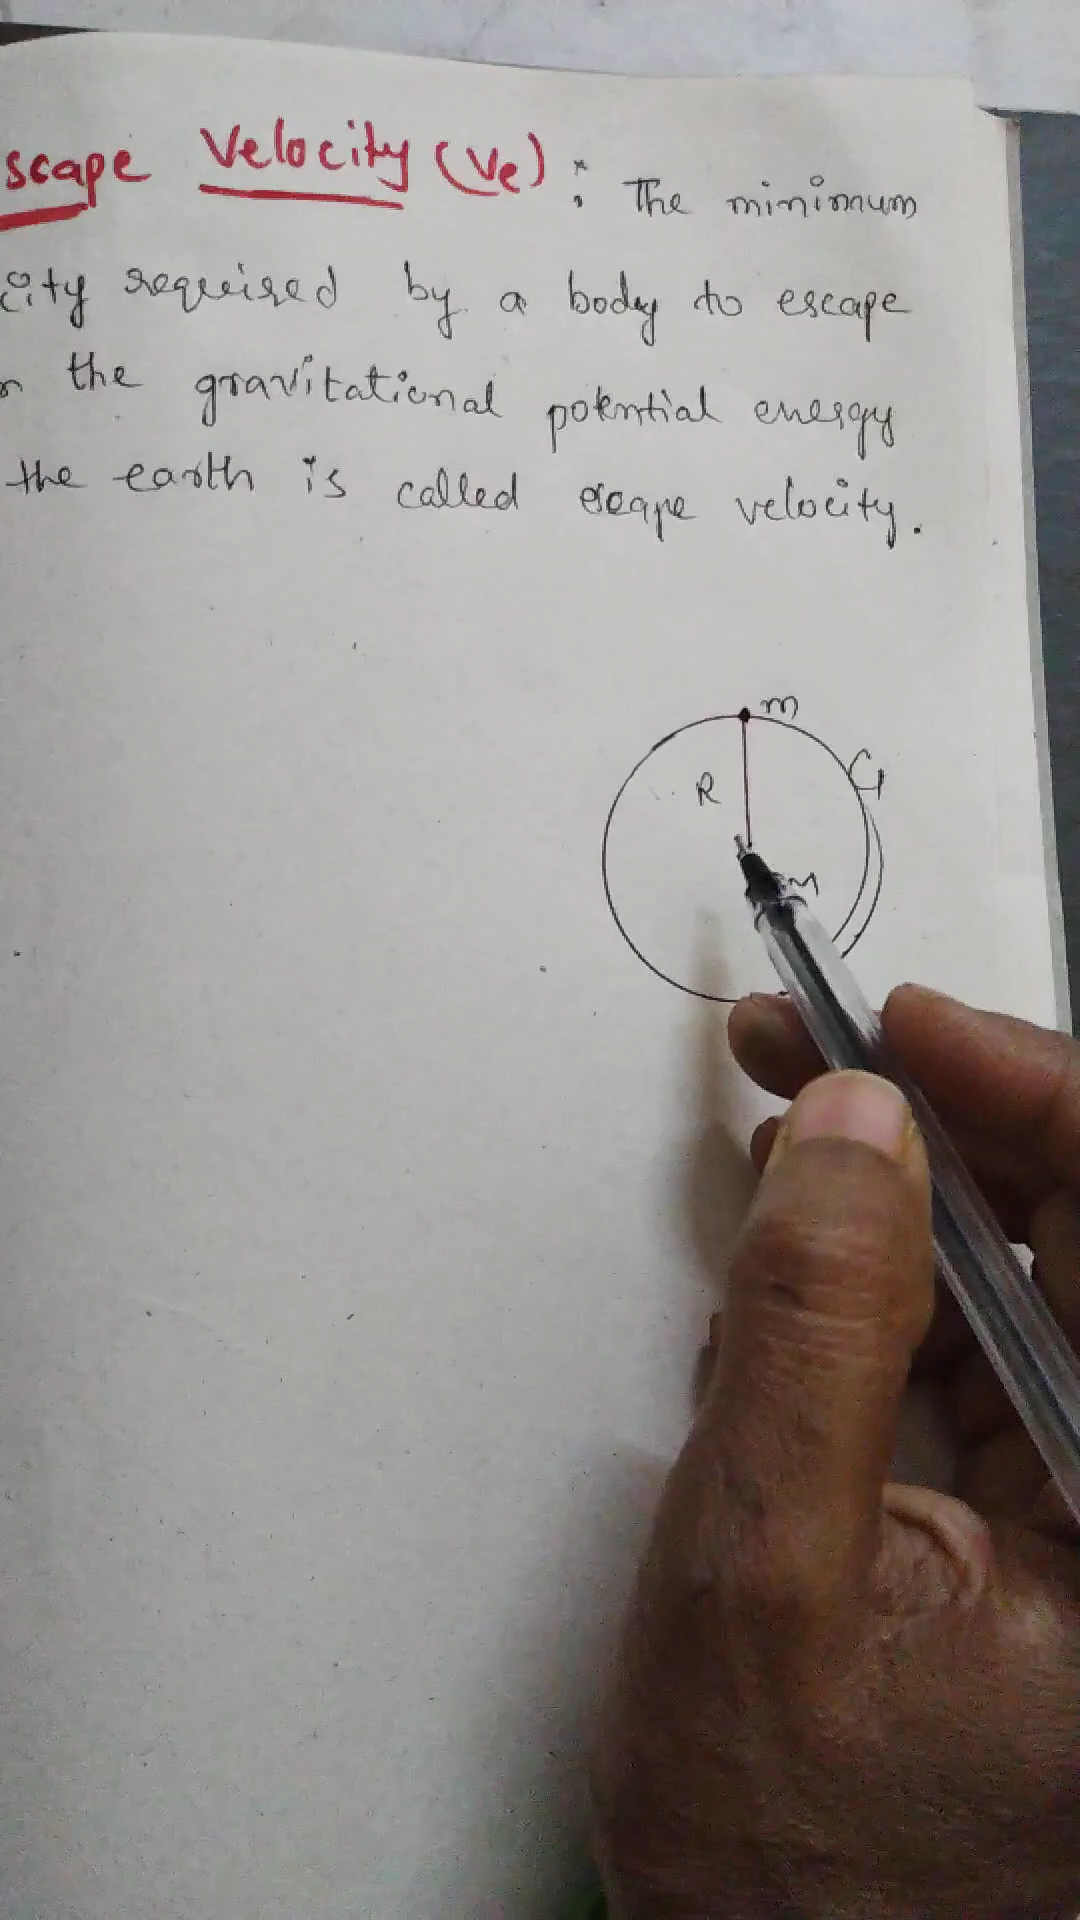 scape Velocity (Ve) : The minimum
city required by a body to escape
the gravitational potential energy
the earth is called escape velocity.
m
R
G
M